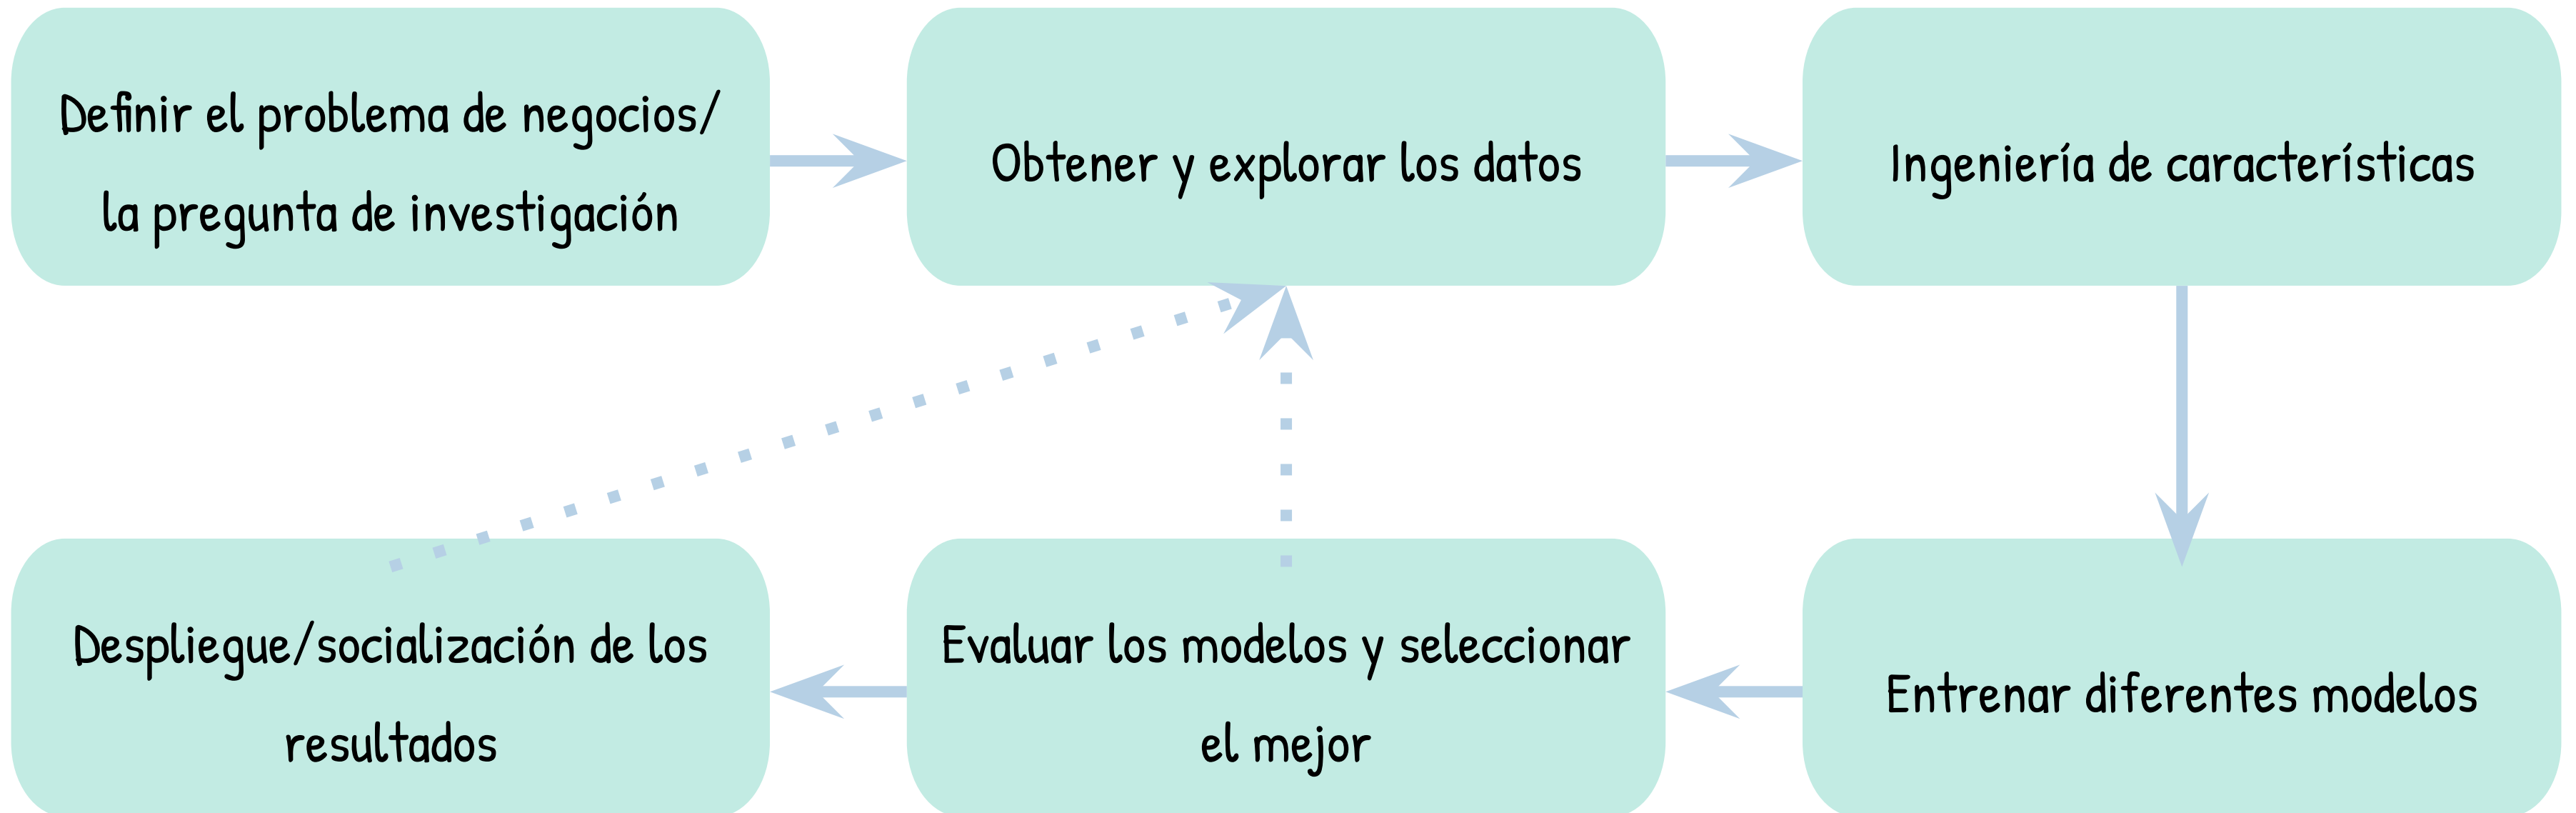 Definir el problema de negocios/
la pregunta de investigación
Obtener y explorar los datos
Ingeniería de características
Despliegue/socialización de los
resultados
Evaluar los modelos y seleccionar
el mejor
Entrenar diferentes modelos